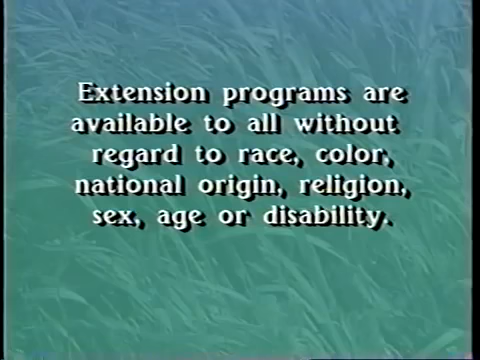 Extension programs are
available to all without
regard to race, color,
national origin, religion,
sex, age or disability.